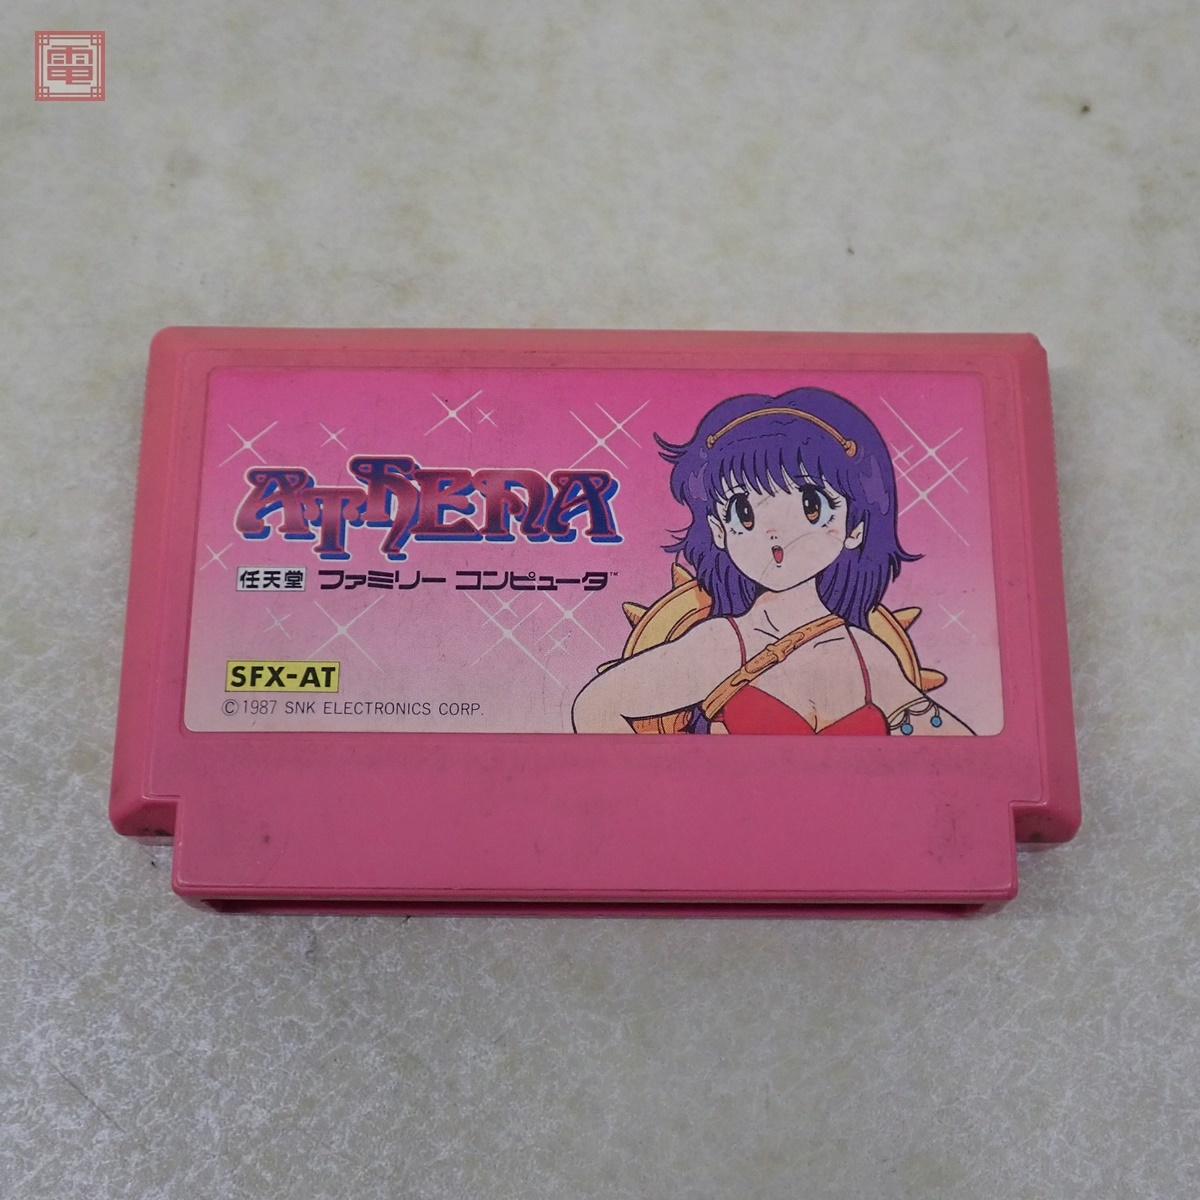 電
ATHENA
任天堂 ファミリー コンピュータ™
SFX-AT
©1987 SNK ELECTRONICS CORP.